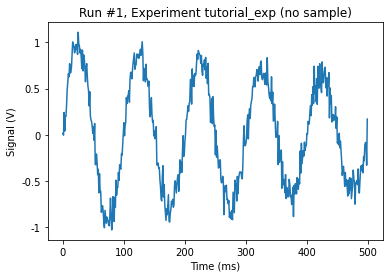 Run #1, Experiment tutorial_exp (no sample)
1
0.5
0
-0.5
-1
Signal (V)
0 100 200 300 400 500
Time (ms)